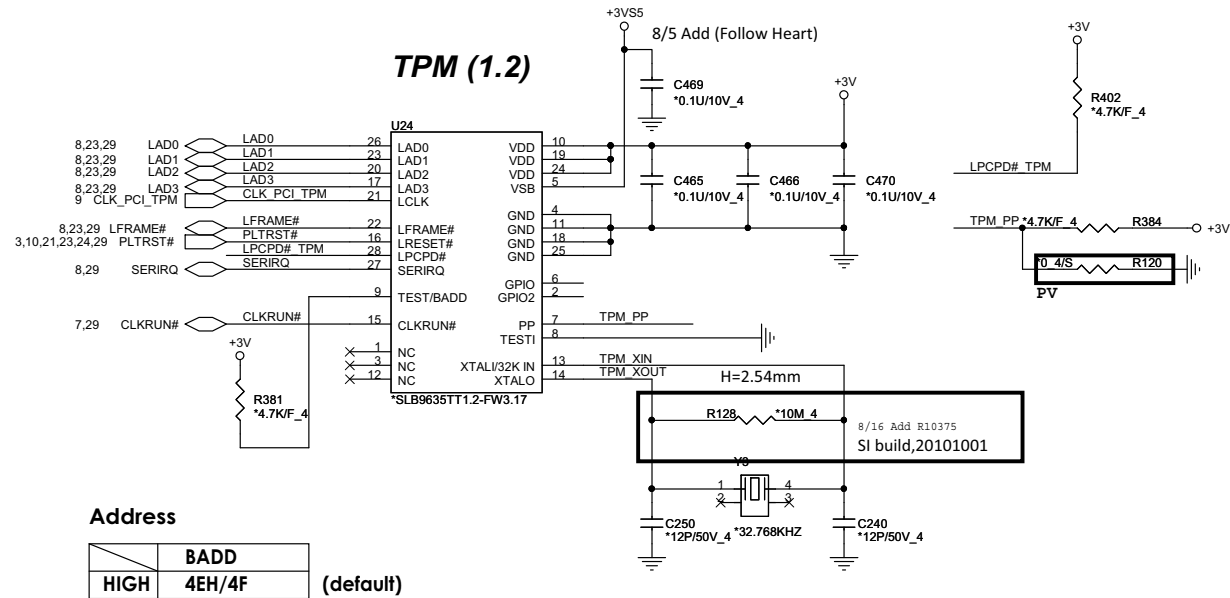 +3VS5
8/5 Add (Follow Heart)
TPM (1.2)
C469
*0.1U/10V_4
+3V
+3V
R402
*4.7K/F_4
U24
8,23,29 LAD0 LAD0 26 LAD0 VDD 10
8,23,29 LAD1 LAD1 23 LAD1 VDD 19
8,23,29 LAD2 LAD2 20 LAD2 VDD 24
8,23,29 LAD3 LAD3 17 LAD3 VSB 5
9 CLK_PCI_TPM CLK_PCI_TPM 21 LCLK
C465
*0.1U/10V_4
C466
*0.1U/10V_4
C470
*0.1U/10V_4
LPCPD#_TPM
GND 4
8,23,29 LFRAME# LFRAME# 22 LFRAME# GND 11
3,10,21,23,24,29 PLTRST# PLTRST# 16 LRESET# GND 18
LPCPD#_TPM 28 LPCPD# GND 25
8,29 SERIRQ SERIRQ 27 SERIRQ
TPM_PP *4.7K/F_4 R384 +3V
*0_4/S R120
PV
GPIO 6
9 TEST/BADD GPIO2 2
7,29 CLKRUN# CLKRUN# 15 CLKRUN# PP 7 TPM_PP
TESTI 8
+3V
1 NC
3 NC XTALI/32K IN 13 TPM_XIN
12 NC XTALO 14 TPM_XOUT
H=2.54mm
R381
*4.7K/F_4
*SLB9635TT1.2-FW3.17
R128 *10M_4
8/16 Add R10375
SI build,20101001
Y3
1 4
2 3
C250
*12P/50V_4
*32.768KHZ
C240
*12P/50V_4
Address
BADD
HIGH 4EH/4F (default)